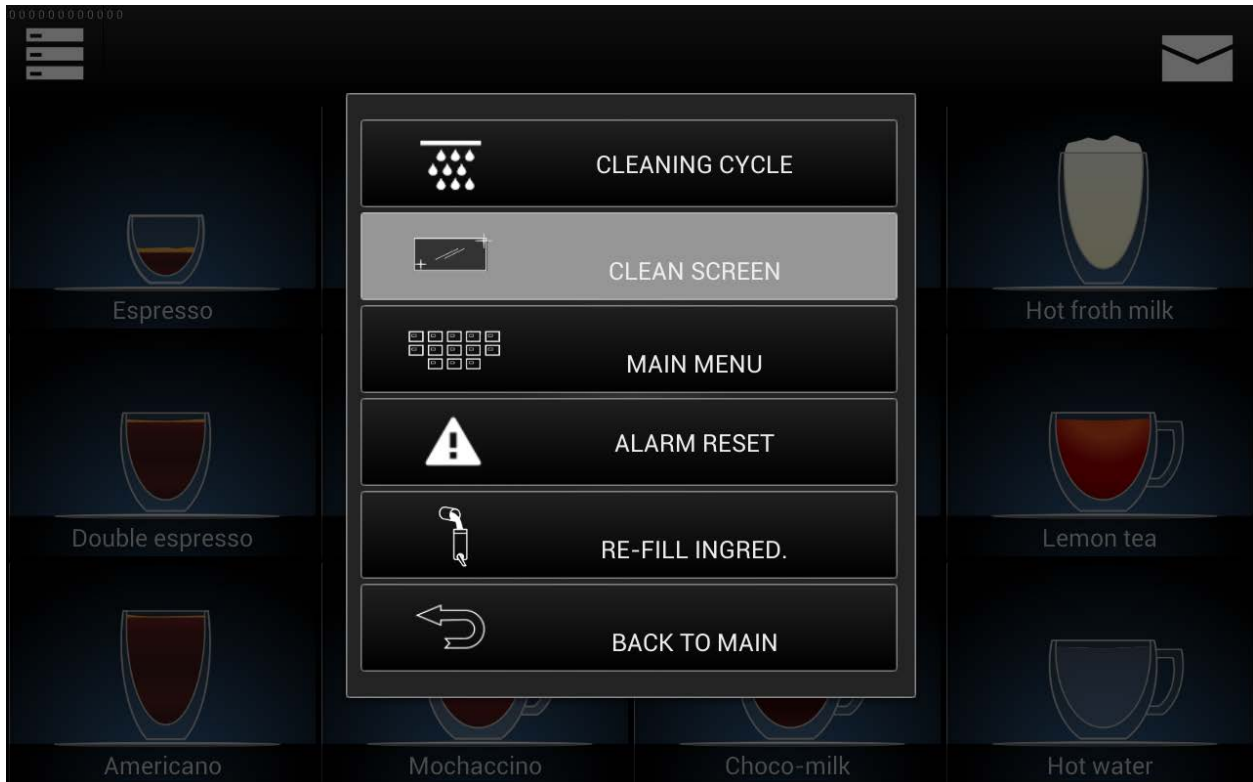 0000000000000
CLEANING CYCLE
CLEAN SCREEN
Espresso
Hot froth milk
MAIN MENU
ALARM RESET
Double espresso
Lemon tea
RE-FILL INGRED.
BACK TO MAIN
Americano
Mochaccino
Choco-milk
Hot water